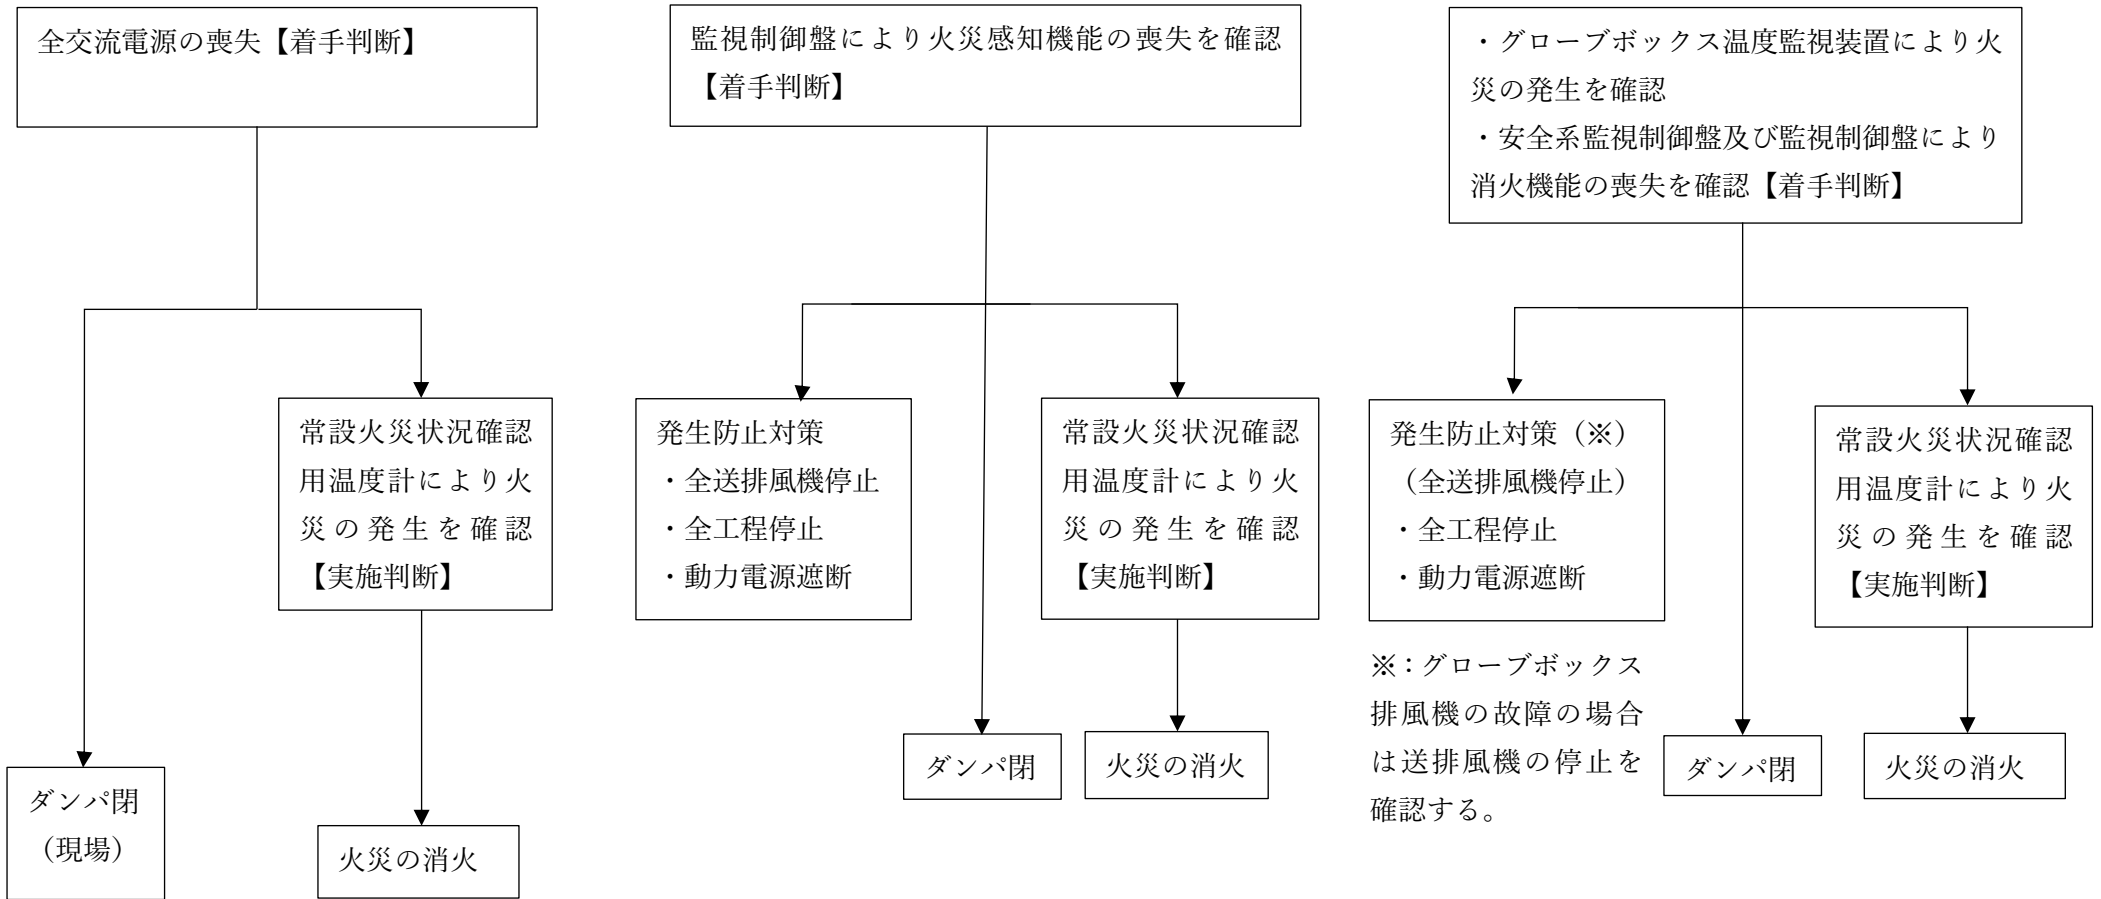 全交流電源の喪失【着手判断】
ダンパ閉
（現場）
常設火災状況確認
用温度計により火
災の発生を確認
【実施判断】
火災の消火
監視制御盤により火災感知機能の喪失を確認
【着手判断】
発生防止対策
・全送排風機停止
・全工程停止
・動力電源遮断
ダンパ閉
常設火災状況確認
用温度計により火
災の発生を確認
【実施判断】
火災の消火
・グローブボックス温度監視装置により火
災の発生を確認
・安全系監視制御盤及び監視制御盤により
消火機能の喪失を確認【着手判断】
発生防止対策（※）
（全送排風機停止）
・全工程停止
・動力電源遮断
※：グローブボックス
排風機の故障の場合
は送排風機の停止を
確認する。
ダンパ閉
常設火災状況確認
用温度計により火
災の発生を確認
【実施判断】
火災の消火